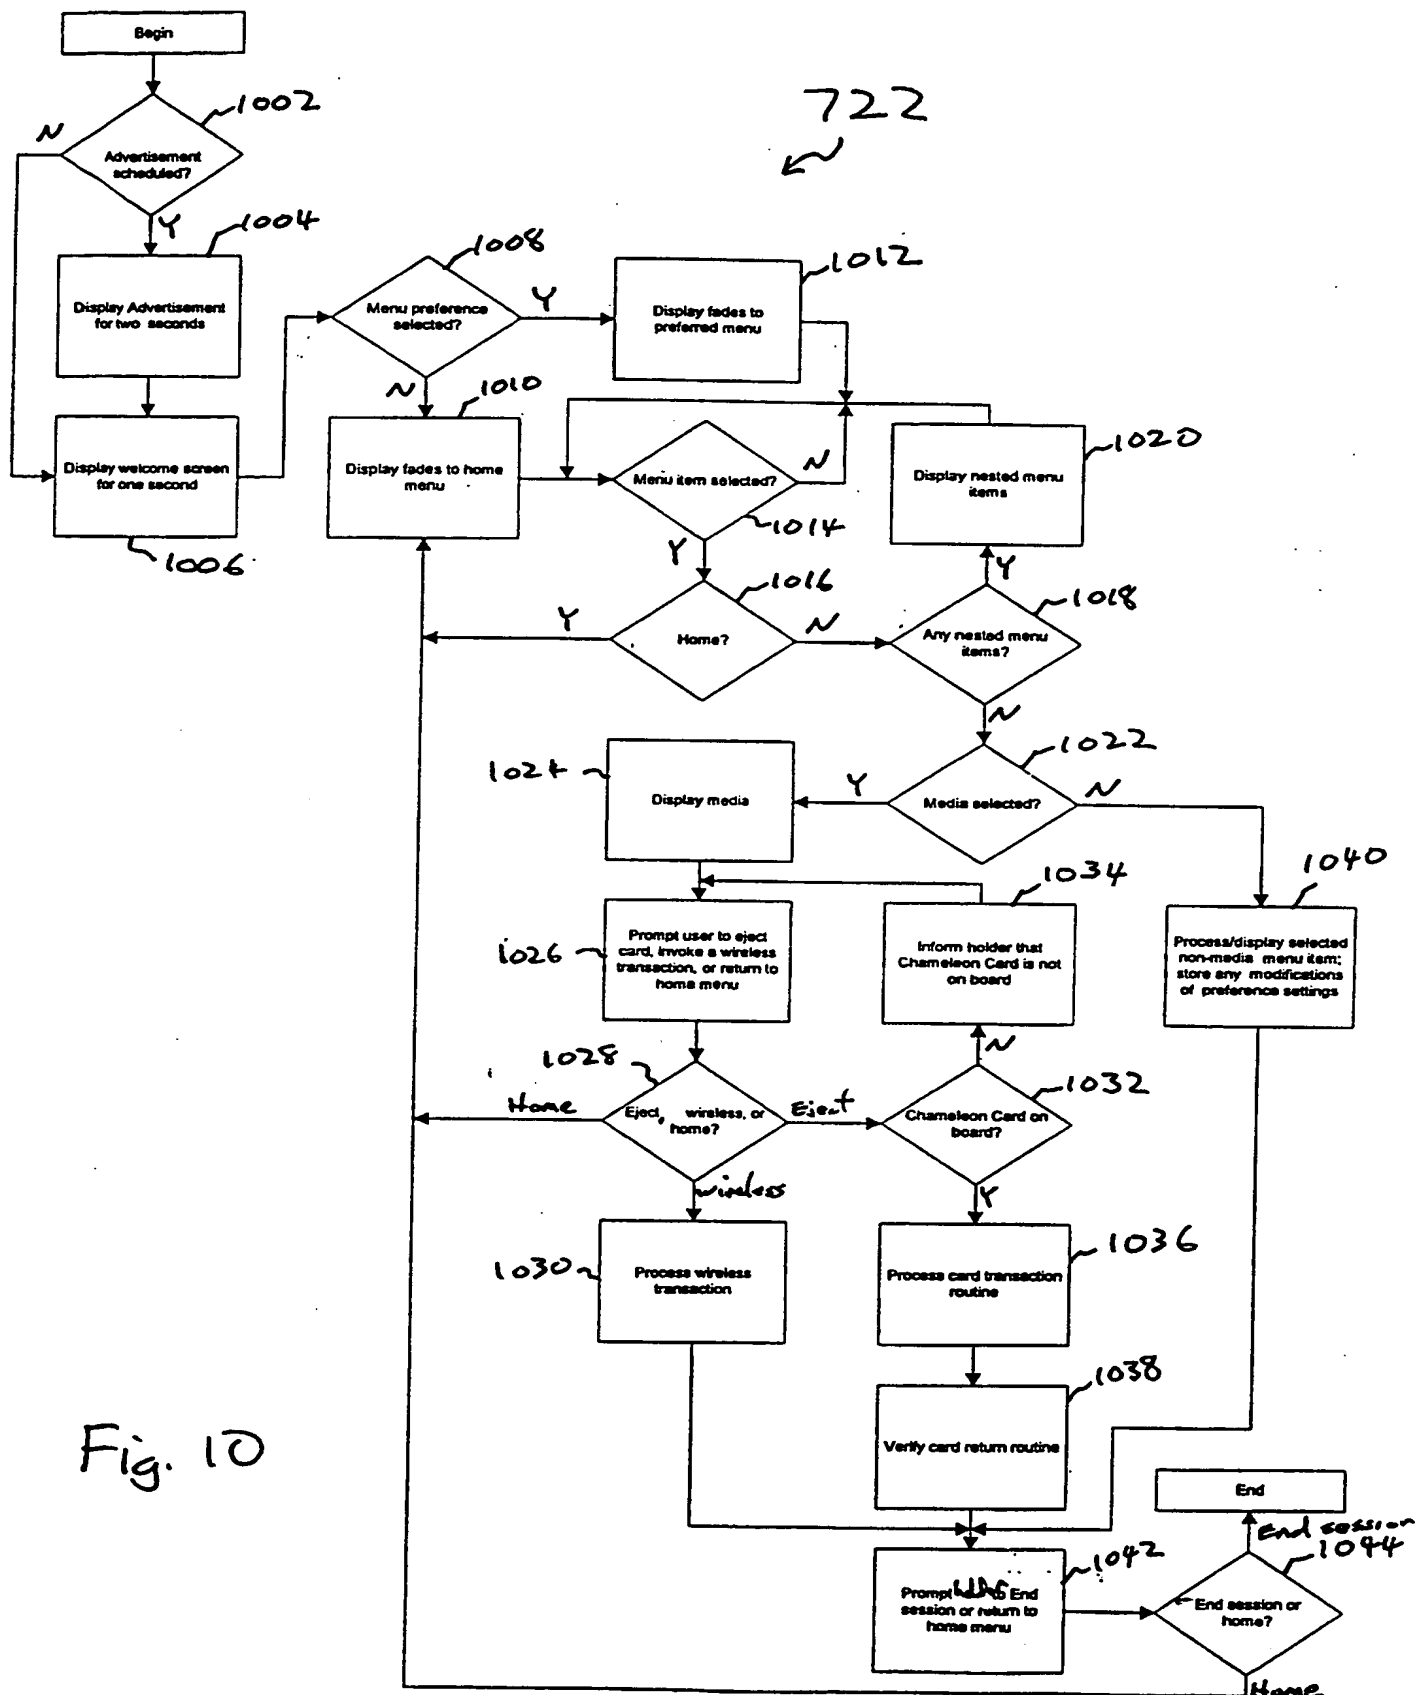 Begin
1002
722
N
Advertisement
scheduled?
Y
1004
1008
1012
Display Advertisement
for two seconds
Menu preference
selected?
Y
Display fades to
preferred menu
N
1010
1020
Display welcome screen
for one second
Display fades to home
menu
Menu item selected?
N
Display nested menu
items
1014
1006
Y
1016
Y
1018
Y
Home?
N
Any nested menu
items?
N
1022
1024
Display media
Y
Media selected?
N
1034
1040
1026
Prompt user to eject
card, invoke a wireless
transaction, or return to
home menu
Inform holder that
Chameleon Card is not
on board
Process/display selected
non-media menu item;
store any modifications
of preference settings
1028
N
1032
Home
Eject, wireless, or
home?
Eject
Chameleon Card on
board?
wireless
Y
1030
Process wireless
transaction
1036
Process card transaction
routine
1038
Verify card return routine
Fig. 10
End
End session
1042
1044
Prompt to End
session or return to
home menu
End session or
home?
Home